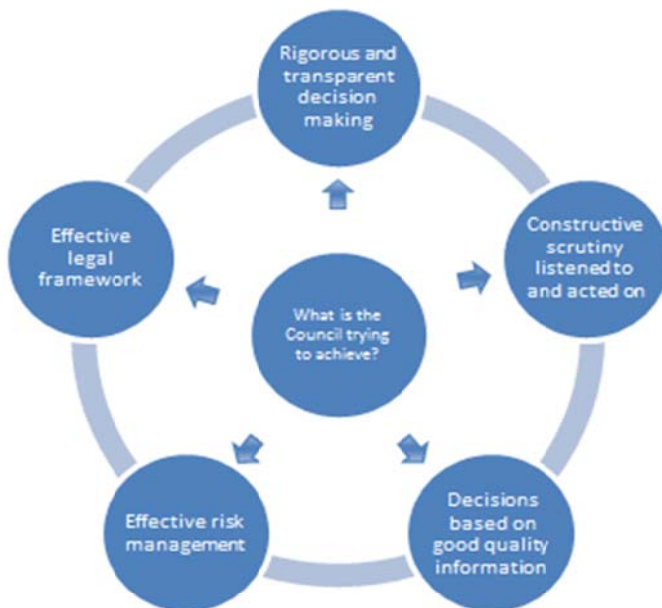 Rigorous and
transparent
decision
making
Constructive
scrutiny
listened to
and acted on
Effective
legal
framework
What is the
Council trying
to achieve?
Effective risk
management
Decisions
based on
good quality
information